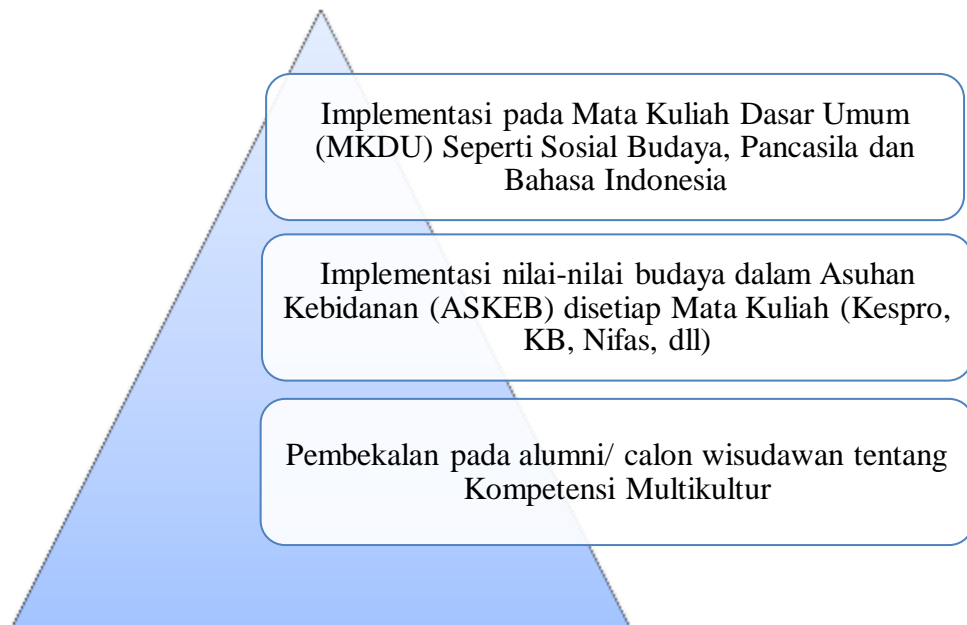 Implementasi pada Mata Kuliah Dasar Umum
(MKDU) Seperti Sosial Budaya, Pancasila dan
Bahasa Indonesia
Implementasi nilai-nilai budaya dalam Asuhan
Kebidanan (ASKEB) disetiap Mata Kuliah (Kespro,
KB, Nifas, dll)
Pembekalan pada alumni/ calon wisudawan tentang
Kompetensi Multikultur